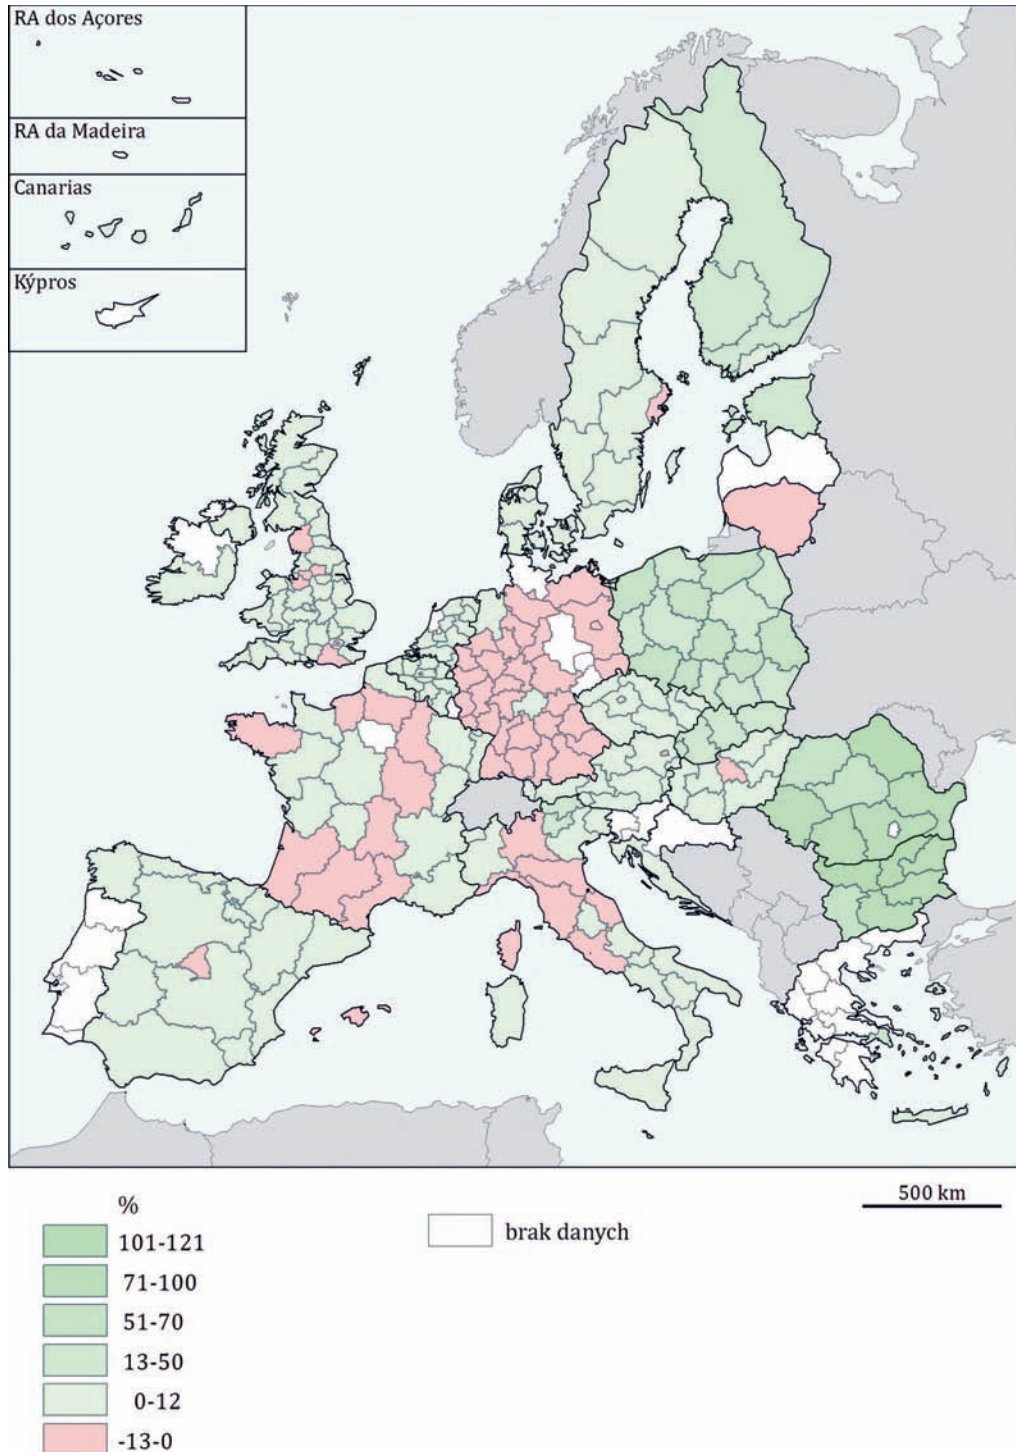 RA dos Açores
RA da Madeira
Canarias
Kýpros
500 km
%
101-121
71-100
51-70
13-50
0-12
-13-0
brak danych